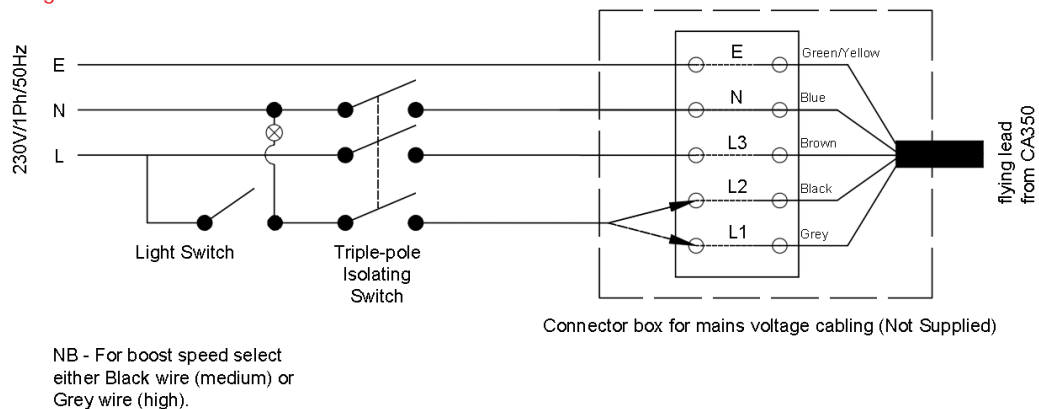 230V/1Ph/50Hz
E
N
L
Light Switch
Triple-pole
Isolating
Switch
E
N
L3
L2
L1
Green/Yellow
Blue
Brown
Black
Grey
flying lead
from CA350
Connector box for mains voltage cabling (Not Supplied)
NB - For boost speed select
either Black wire (medium) or
Grey wire (high).